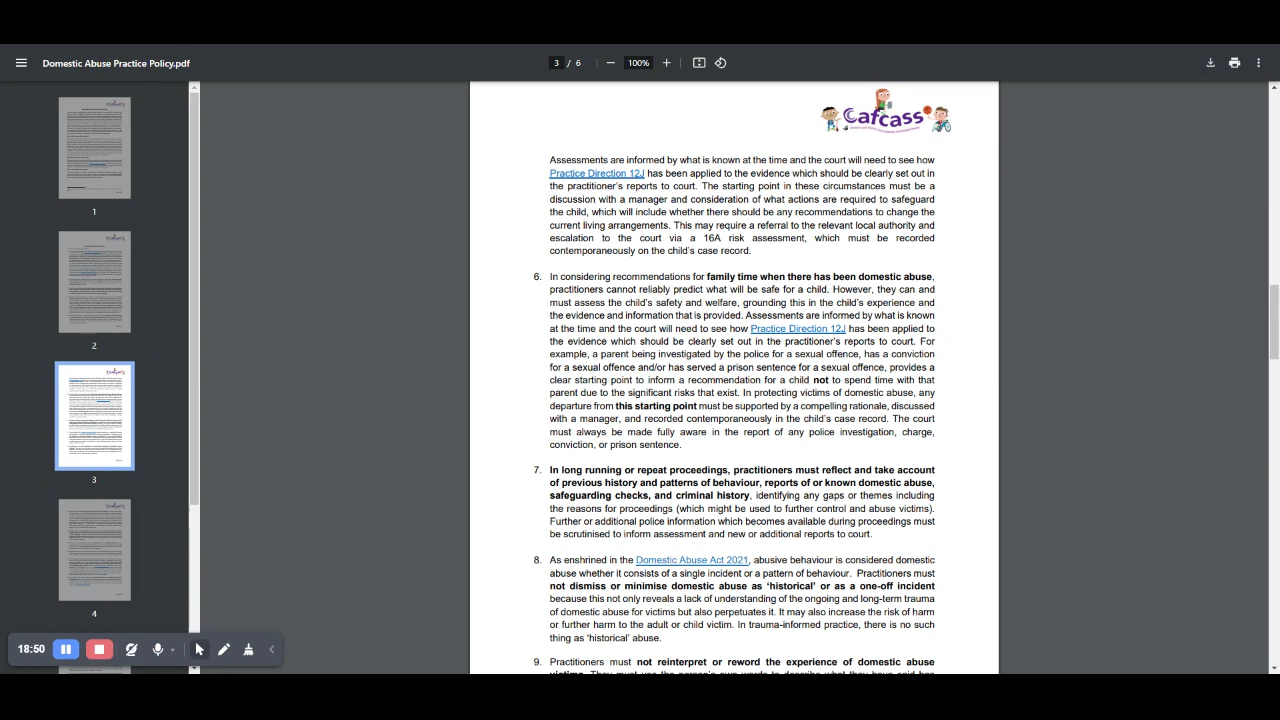 Domestic Abuse Practice Policy.pdf
3 / 6
100%
Cafcass
Assessments are informed by what is known at the time and the court will need to see how
Practice Direction 12J has been applied to the evidence which should be clearly set out in
the practitioner's reports to court. The starting point in these circumstances must be a
discussion with a manager and consideration of what actions are required to safeguard
the child, which will include whether there should be any recommendations to change the
current living arrangements. This may require a referral to the relevant local authority and
escalation to the court via a 16A risk assessment, which must be recorded
contemporaneously on the child's case record.
6. In considering recommendations for family time when there has been domestic abuse,
practitioners cannot reliably predict what will be safe for a child. However, they can and
must assess the child's safety and welfare, grounding this in the child's experience and
the evidence and information that is provided. Assessments are informed by what is known
at the time and the court will need to see how Practice Direction 12J has been applied to
the evidence which should be clearly set out in the practitioner's reports to court. For
example, a parent being investigated by the police for a sexual offence, has a conviction
for a sexual offence and/or has served a prison sentence for a sexual offence, provides a
clear starting point to inform a recommendation for a child not to spend time with that
parent due to the significant risks that exist. In protecting victims of domestic abuse, any
departure from this starting point must be supported by a compelling rationale, discussed
with a manager, and recorded contemporaneously in the child's case record. The court
must always be made fully aware in the report of any police investigation, charge,
conviction, or prison sentence.
7. In long running or repeat proceedings, practitioners must reflect and take account
of previous history and patterns of behaviour, reports of or known domestic abuse,
safeguarding checks, and criminal history, identifying any gaps or themes including
the reasons for proceedings (which might be used to further control and abuse victims).
Further or additional police information which becomes available during proceedings must
be scrutinised to inform assessment and new or additional reports to court.
8. As enshrined in the Domestic Abuse Act 2021, abusive behaviour is considered domestic
abuse whether it consists of a single incident or a pattern of behaviour. Practitioners must
not dismiss or minimise domestic abuse as 'historical' or as a one-off incident
because this not only reveals a lack of understanding of the ongoing and long-term trauma
of domestic abuse for victims but also perpetuates it. It may also increase the risk of harm
or further harm to the adult or child victim. In trauma-informed practice, there is no such
thing as 'historical' abuse.
9. Practitioners must not reinterpret or reword the experience of domestic abuse
1
2
3
4
18:50